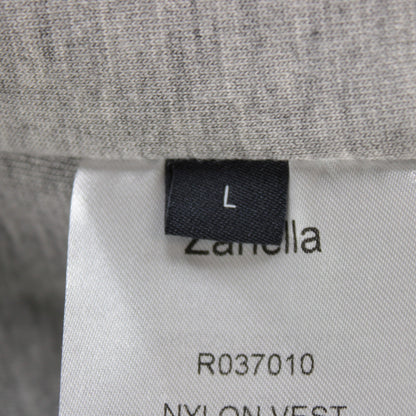 L
Zanella
R037010
NYLON VEST